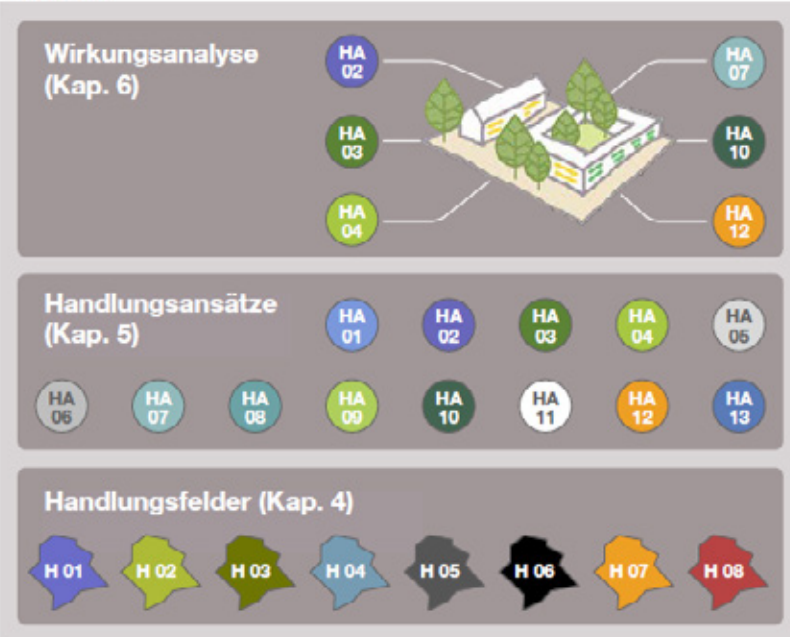 Wirkungsanalyse
(Kap. 6)
HA
02
HA
07
HA
03
HA
10
HA
04
HA
12
Handlungsansätze
(Kap. 5)
HA
01
HA
02
HA
03
HA
04
HA
05
HA
06
HA
07
HA
08
HA
09
HA
10
HA
11
HA
12
HA
13
Handlungsfelder (Kap. 4)
H 01
H 02
H 03
H 04
H 05
H 06
H 07
H 08